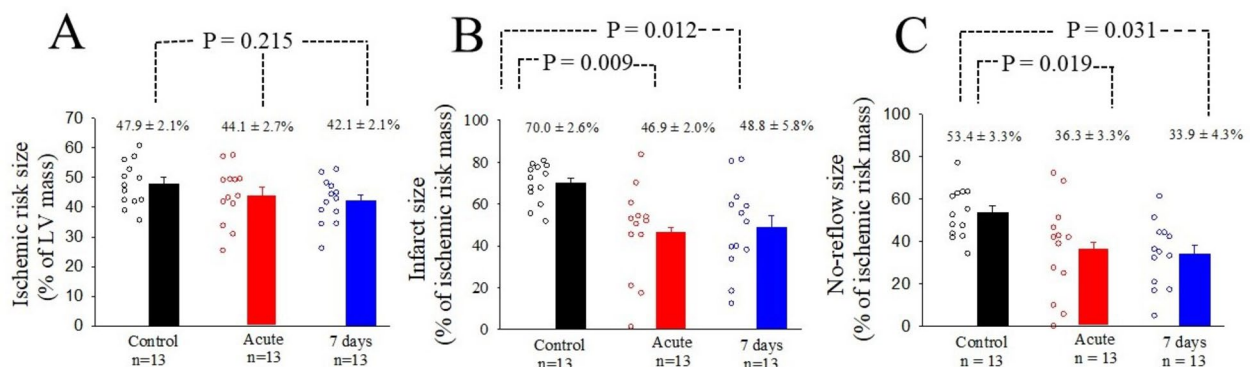 A
P = 0.215
Ischemic risk size
(% of LV mass)
70
60
50
40
30
20
10
0
47.9 ± 2.1%
44.1 ± 2.7%
42.1 ± 2.1%
Control
n=13
Acute
n=13
7 days
n=13
B
P = 0.012
P = 0.009
Infarct size
(% of ischemic risk mass)
100
80
60
40
20
0
70.0 ± 2.6%
46.9 ± 2.0%
48.8 ± 5.8%
Control
n=13
Acute
n=13
7 days
n=13
C
P = 0.031
P = 0.019
No-reflow size
(% of ischemic risk mass)
100
80
60
40
20
0
53.4 ± 3.3%
36.3 ± 3.3%
33.9 ± 4.3%
Control
n = 13
Acute
n = 13
7 days
n = 13